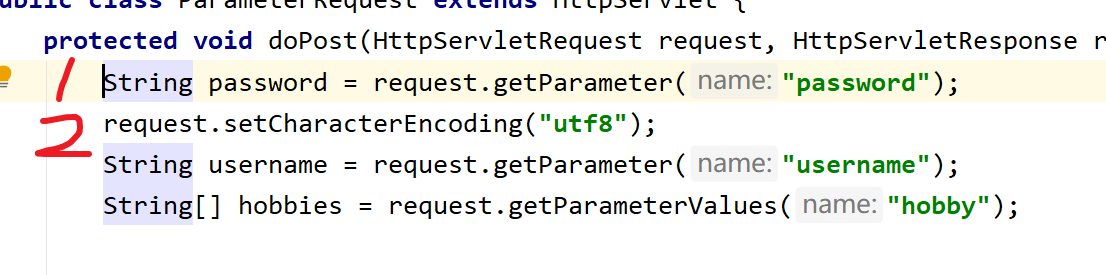 public class ParameterRequest extends HttpServlet {
protected void doPost(HttpServletRequest request, HttpServletResponse r
1 String password = request.getParameter( name: "password");
2 request.setCharacterEncoding("utf8");
String username = request.getParameter( name: "username");
String[] hobbies = request.getParameterValues( name: "hobby");